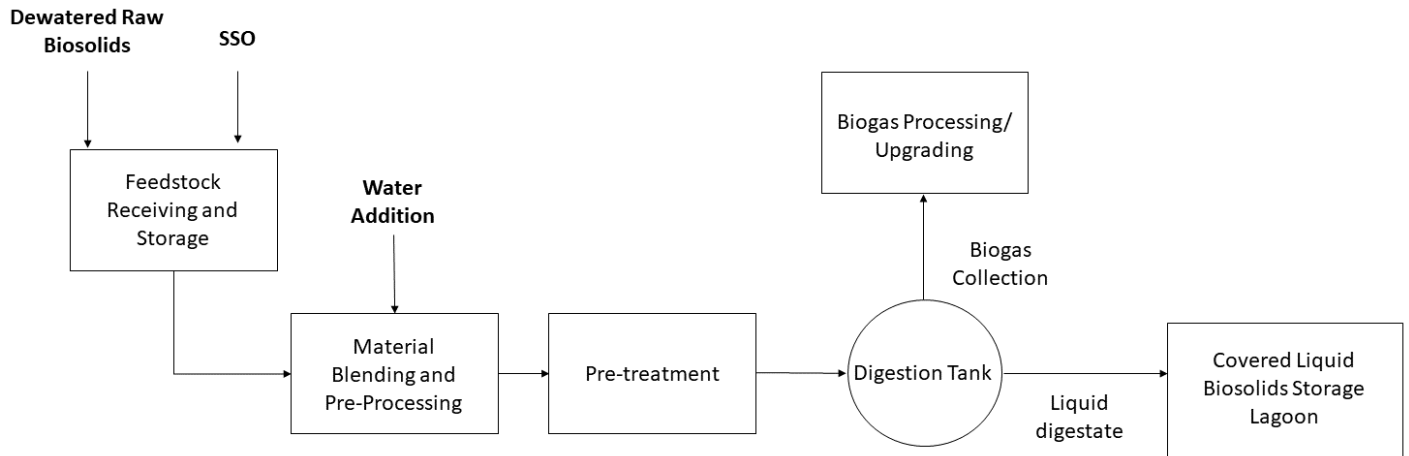 Dewatered Raw
Biosolids
SSO
Feedstock
Receiving and
Storage
Water
Addition
Material
Blending and
Pre-Processing
Pre-treatment
Biogas Processing/
Upgrading
Biogas
Collection
Digestion Tank
Liquid
digestate
Covered Liquid
Biosolids Storage
Lagoon